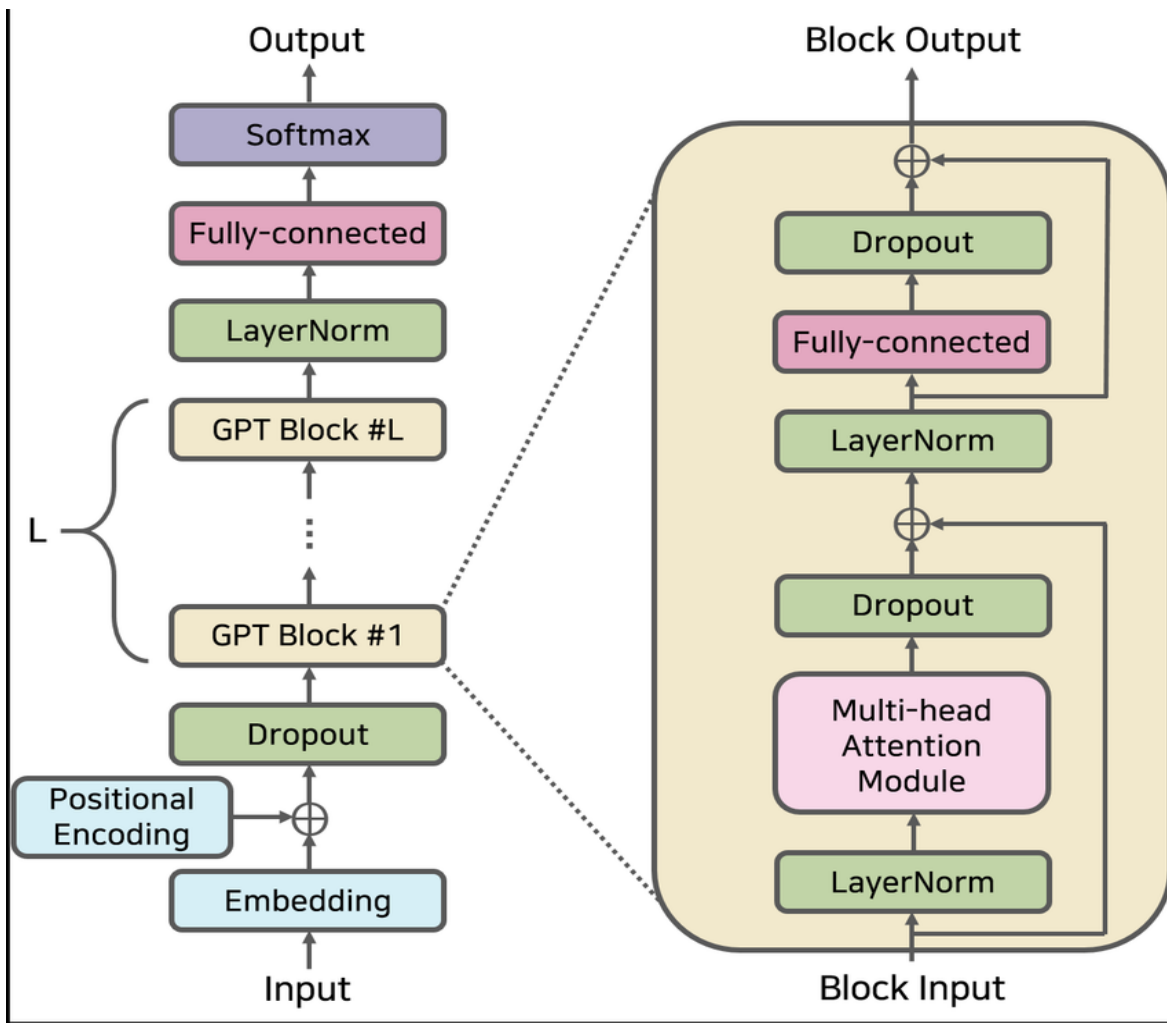 Output
Softmax
Fully-connected
LayerNorm
GPT Block #L
L
GPT Block #1
Dropout
Positional
Encoding
Embedding
Input
Block Output
Dropout
Fully-connected
LayerNorm
Dropout
Multi-head
Attention
Module
LayerNorm
Block Input